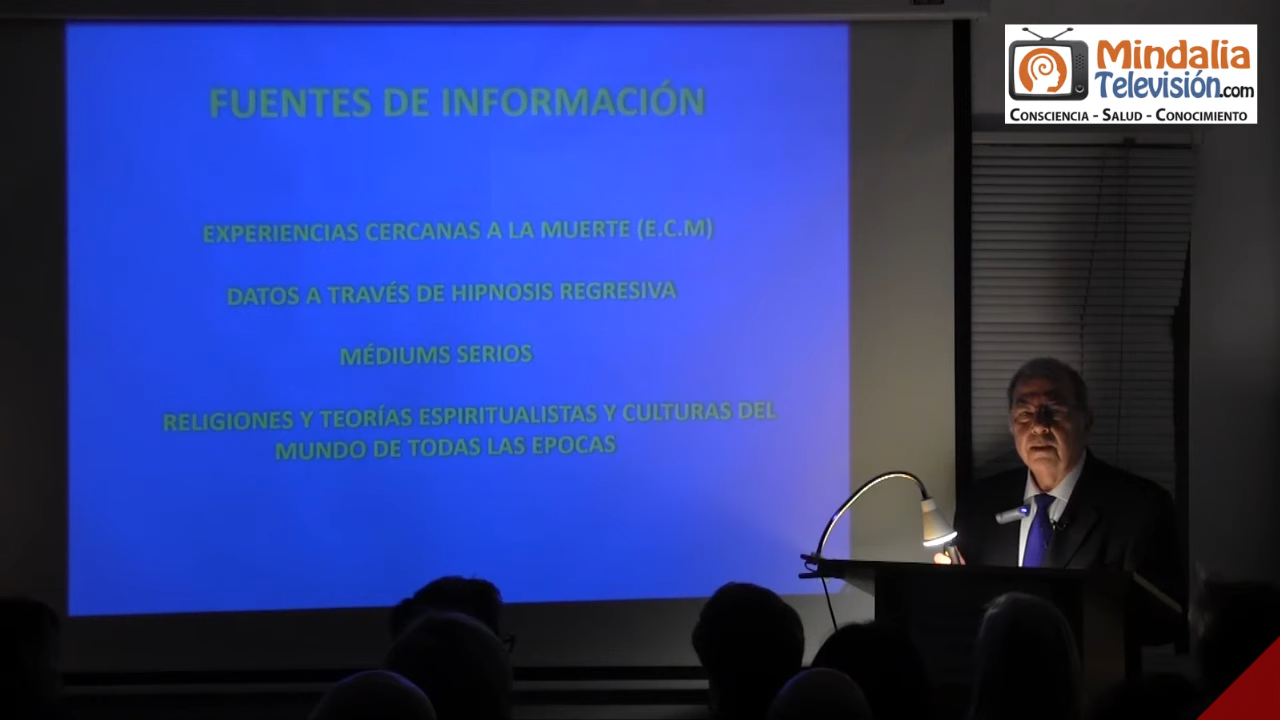 FUENTES DE INFORMACIÓN
EXPERIENCIAS CERCANAS A LA MUERTE (E.C.M)
DATOS A TRAVÉS DE HIPNOSIS REGRESIVA
MÉDIUMS SERIOS
RELIGIONES Y TEORÍAS ESPIRITUALISTAS Y CULTURAS DEL
MUNDO DE TODAS LAS EPOCAS
Mindalia
Televisión.com
CONSCIENCIA - SALUD - CONOCIMIENTO